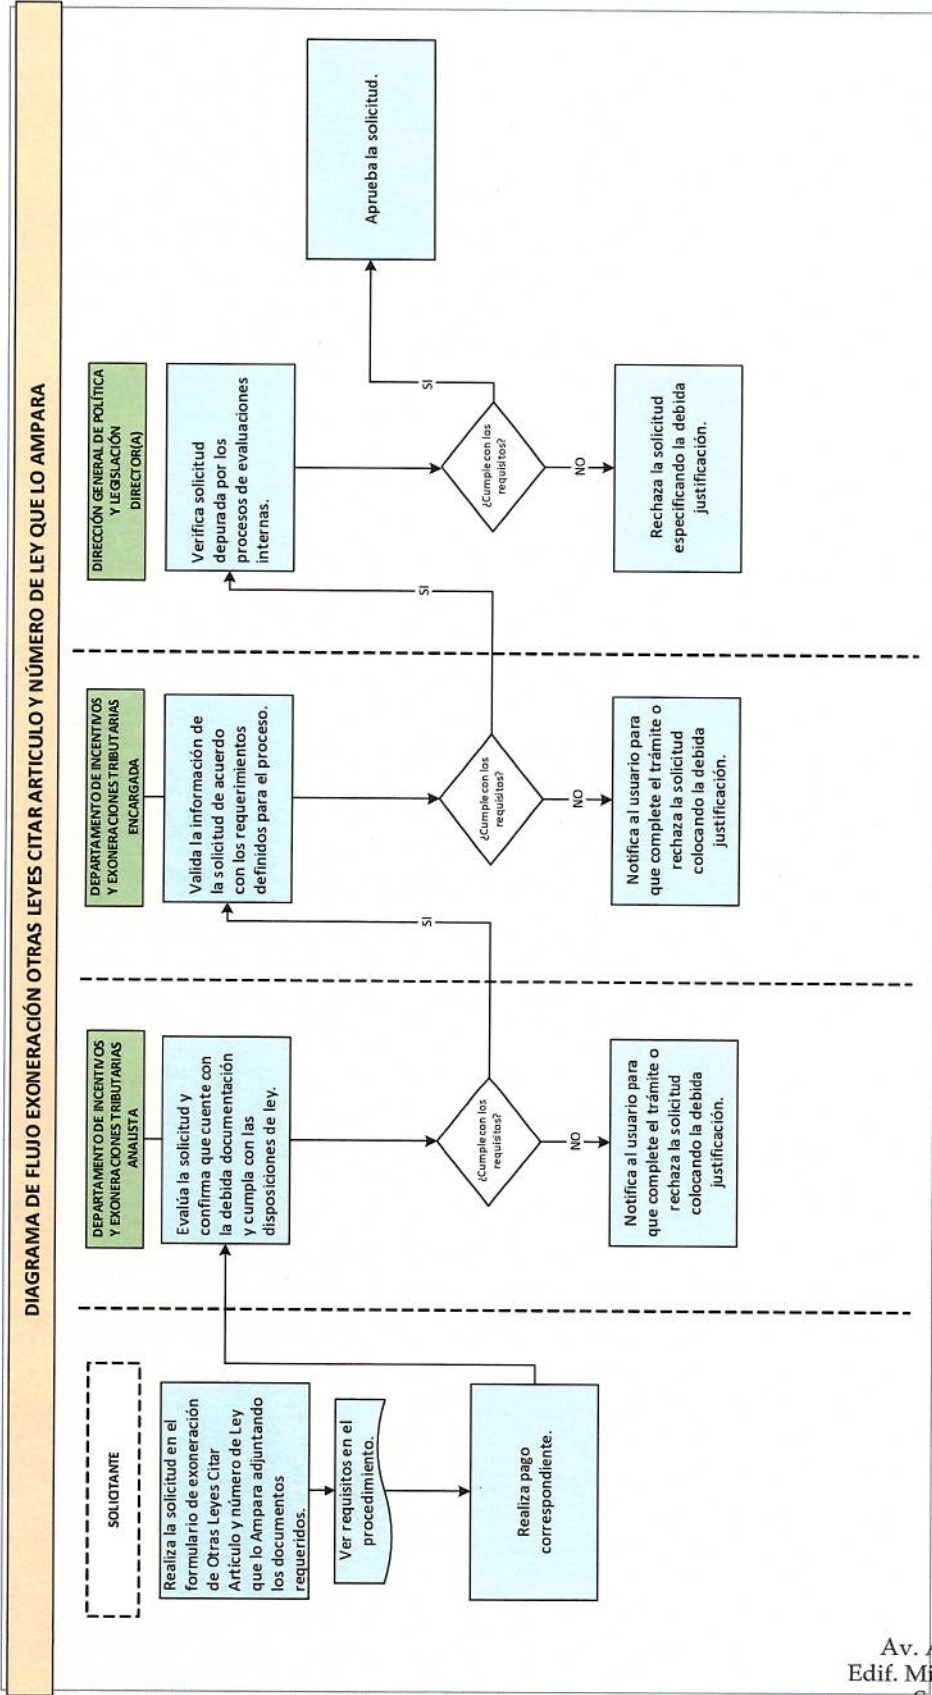 DIAGRAMA DE FLUJO EXONERACIÓN OTRAS LEYES CITAR ARTICULO Y NÚMERO DE LEY QUE LO AMPARA
SOLICITANTE
Realiza la solicitud en el
formulario de exoneración
de Otras Leyes Citar
Artículo y número de Ley
que lo Ampara adjuntando
los documentos
requeridos.
Ver requisitos en el
procedimiento.
Realiza pago
correspondiente.
DEPARTAMENTO DE INCENTIVOS
Y EXONERACIONES TRIBUTARIAS
ANALISTA
Evalúa la solicitud y
confirma que cuente con
la debida documentación
y cumpla con las
disposiciones de ley.
¿Cumple con los
requisitos?
SI
NO
Notifica al usuario para
que complete el trámite o
rechaza la solicitud
colocando la debida
justificación.
DEPARTAMENTO DE INCENTIVOS
Y EXONERACIONES TRIBUTARIAS
ENCARGADA
Valida la información de
la solicitud de acuerdo
con los requerimientos
definidos para el proceso.
¿Cumple con los
requisitos?
SI
NO
Notifica al usuario para
que complete el trámite o
rechaza la solicitud
colocando la debida
justificación.
DIRECCIÓN GENERAL DE POLÍTICA
Y LEGISLACIÓN
DIRECTOR(A)
Verifica solicitud
depurada por los
procesos de evaluaciones
internas.
¿Cumple con los
requisitos?
SI
NO
Rechaza la solicitud
especificando la debida
justificación.
Aprueba la solicitud.
Av.
Edif. Mi